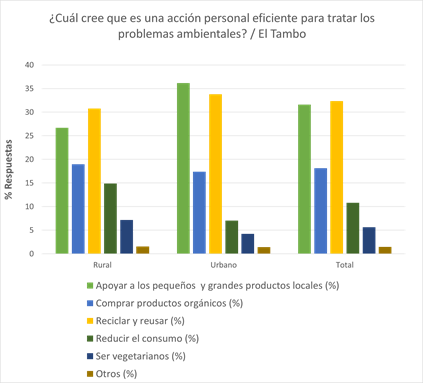 ¿Cuál cree que es una acción personal eficiente para tratar los
problemas ambientales? / El Tambo
% Respuestas
40
35
30
25
20
15
10
5
0
Rural
Urbano
Total
Apoyar a los pequeños y grandes productos locales (%)
Comprar productos orgánicos (%)
Reciclar y reusar (%)
Reducir el consumo (%)
Ser vegetarianos (%)
Otros (%)